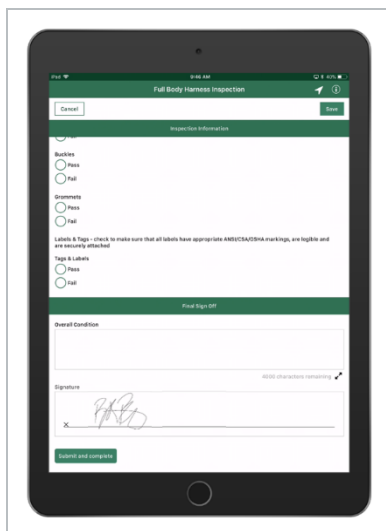 iPad 9:46 AM 40%
Full Body Harness Inspection
Cancel Save
Inspection Information
Fail
Buckles
Pass
Fail
Grommets
Pass
Fail
Labels & Tags - check to make sure that all labels have appropriate ANSI/CSA/OSHA markings, are legible and
are securely attached
Tags & Labels
Pass
Fail
Final Sign Off
Overall Condition
4000 characters remaining
Signature
x
Submit and complete